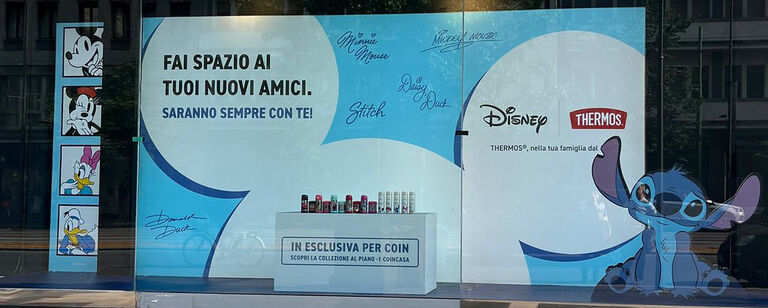 FAI SPAZIO AI
TUOI NUOVI AMICI.
SARANNO SEMPRE CON TE!
Minnie
Mouse
Mickey Mouse
Daisy
Duck
Stitch
Donald
Duck
Disney
THERMOS
THERMOS®, nella tua famiglia dal
IN ESCLUSIVA PER COIN
SCOPRI LA COLLEZIONE AL PIANO -1 COINCASA